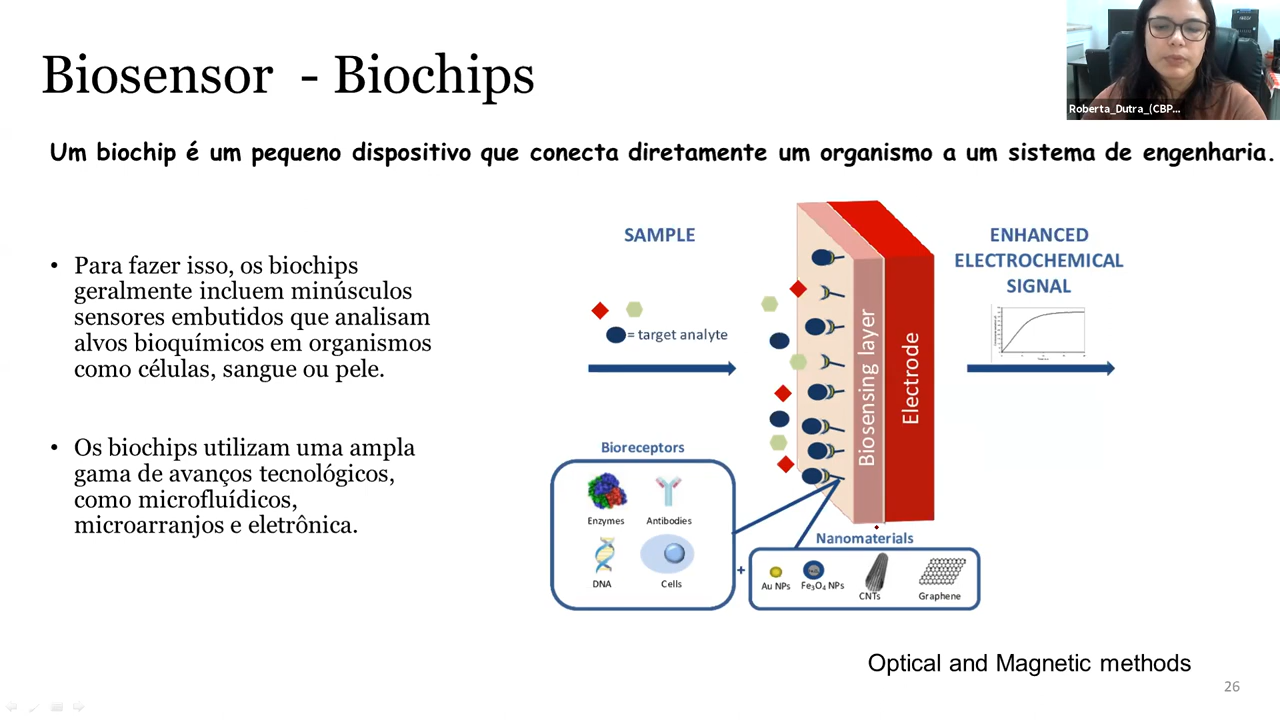 Biosensor - Biochips
Roberta_Dutra_(CBP...
Um biochip é um pequeno dispositivo que conecta diretamente um organismo a um sistema de engenharia.
• Para fazer isso, os biochips
geralmente incluem minúsculos
sensores embutidos que analisam
alvos bioquímicos em organismos
como células, sangue ou pele.
• Os biochips utilizam uma ampla
gama de avanços tecnológicos,
como microfluídicos,
microarranjos e eletrônica.
SAMPLE
= target analyte
Biosensing layer
Electrode
ENHANCED
ELECTROCHEMICAL
SIGNAL
Bioreceptors
Enzymes
Antibodies
DNA
Cells
+
Nanomaterials
Au NPs
Fe₃O₄ NPs
CNTs
Graphene
Optical and Magnetic methods
26